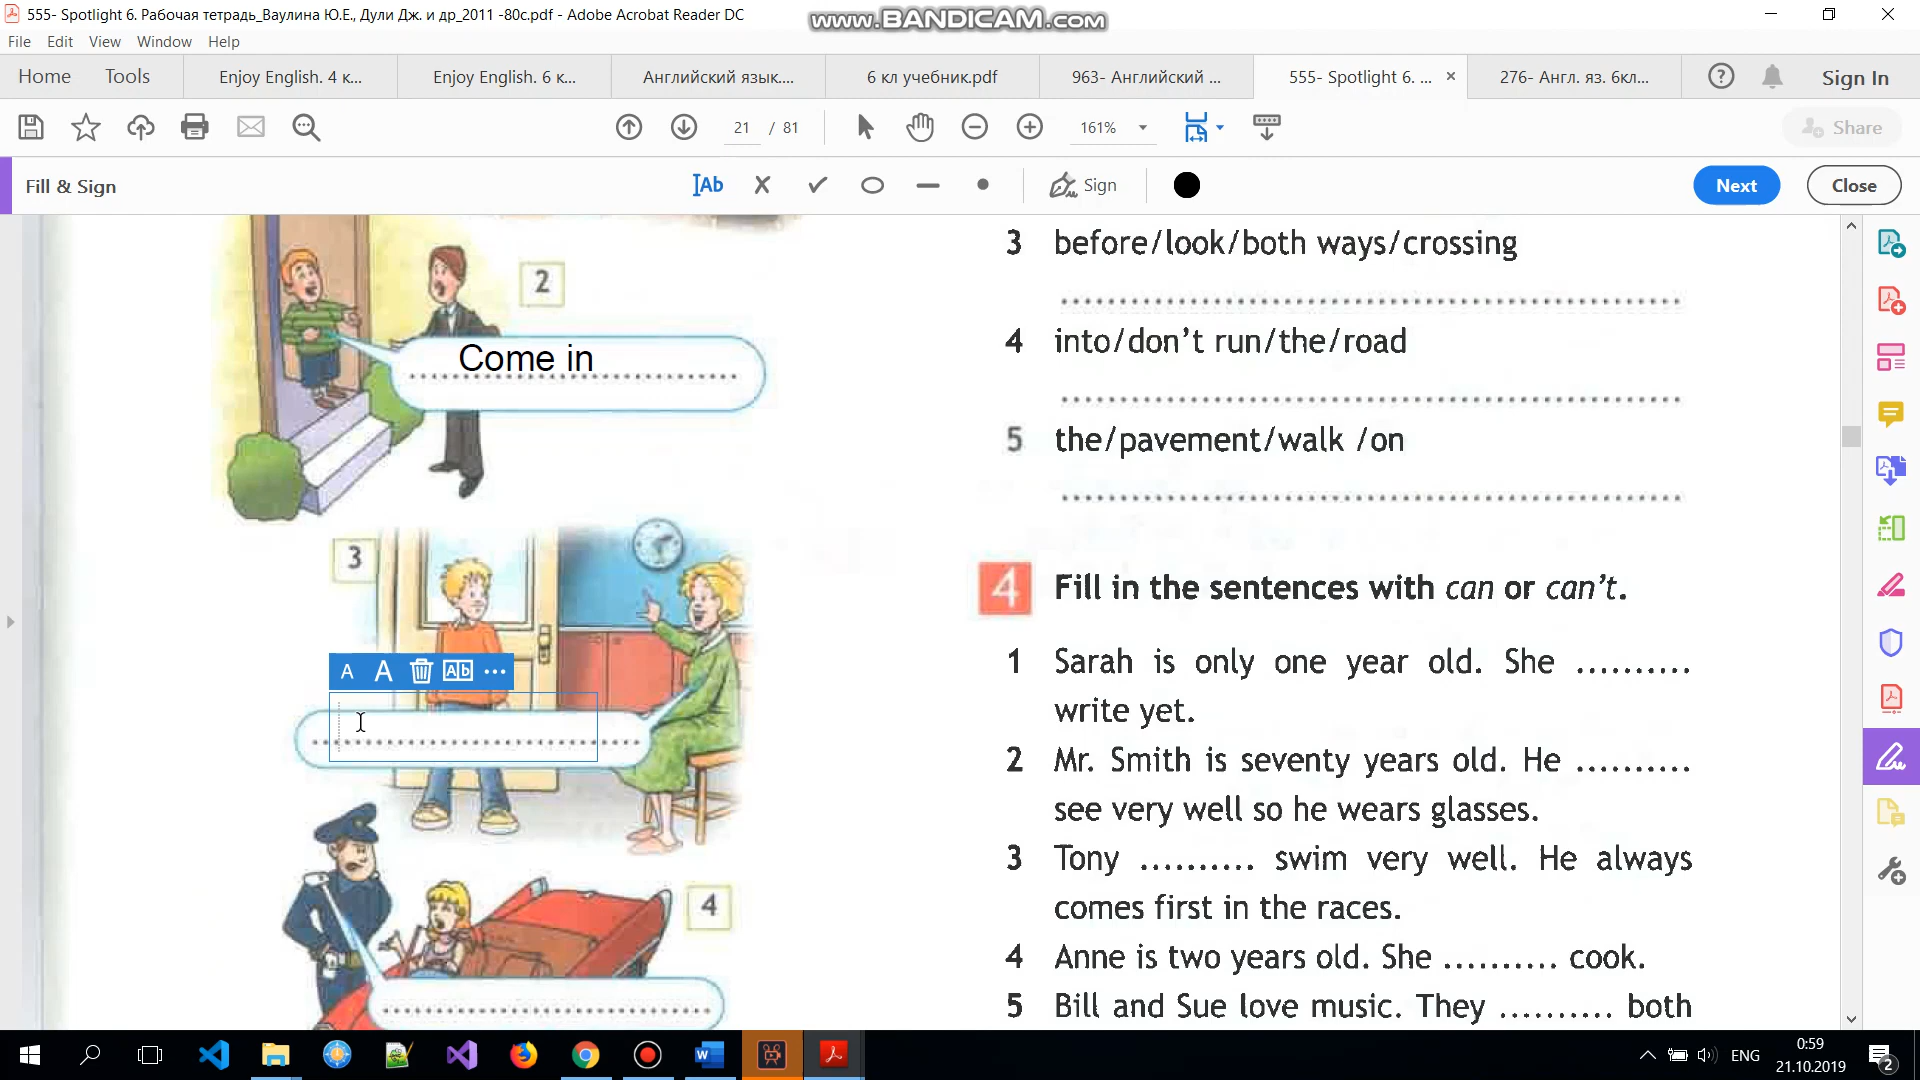 555- Spotlight 6. Рабочая тетрадь_Ваулина Ю.Е., Дули Дж. и др_2011 -80с.pdf - Adobe Acrobat Reader DC
www.BANDICAM.com
File Edit View Window Help
Home Tools Enjoy English. 4 к... Enjoy English. 6 к... Английский язык.... 6 кл учебник.pdf 963- Английский ... 555- Spotlight 6. ... × 276- Англ. яз. 6кл... Sign In
21 / 81 161% Share
Fill & Sign Ab Sign Next Close
2
Come in
3
A A Ab ...
4
3 before/look/both ways/crossing
4 into/don't run/the/road
5 the/pavement/walk /on
4 Fill in the sentences with can or can't.
1 Sarah is only one year old. She ..........
write yet.
2 Mr. Smith is seventy years old. He ..........
see very well so he wears glasses.
3 Tony .......... swim very well. He always
comes first in the races.
4 Anne is two years old. She .......... cook.
5 Bill and Sue love music. They .......... both
ENG
0:59
21.10.2019
2